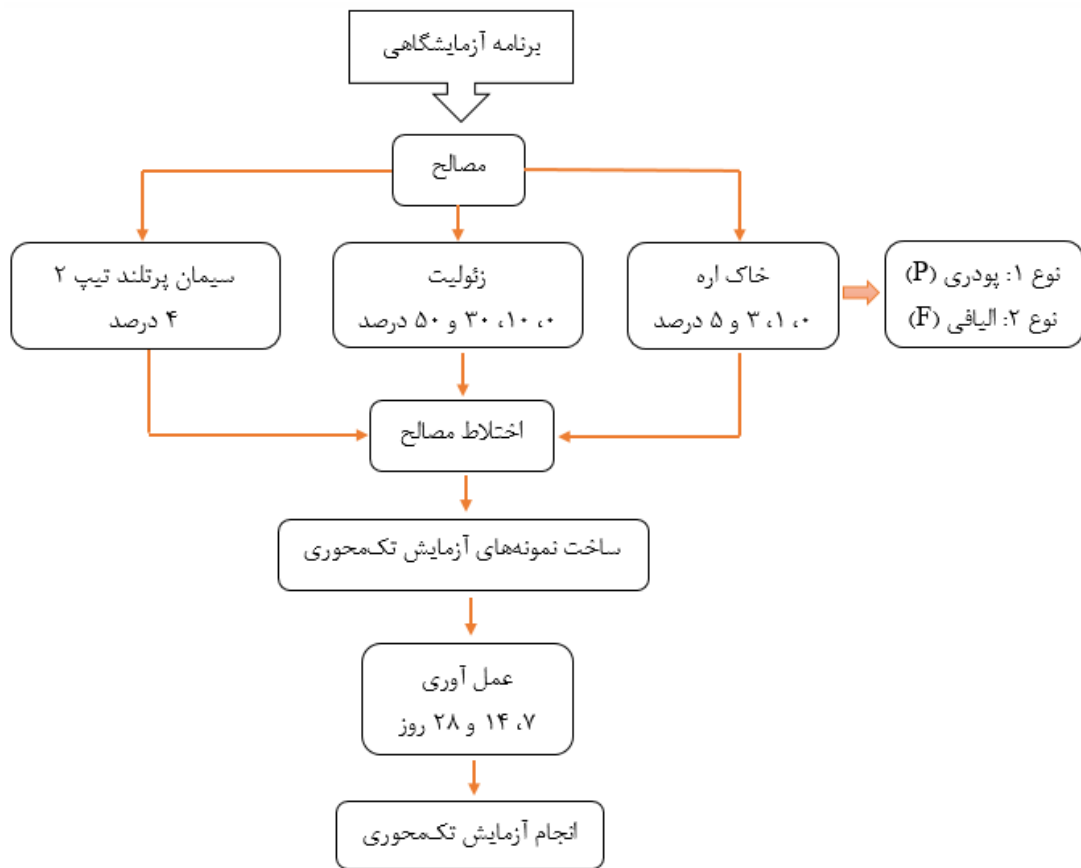 برنامه آزمایشگاهی
مصالح
خاک اره
۰، ۱، ۳ و ۵ درصد
نوع ۱: پودری (P)
نوع ۲: الیافی (F)
زئولیت
۰، ۱۰، ۳۰ و ۵۰ درصد
سیمان پرتلند تیپ ۲
۴ درصد
اختلاط مصالح
ساخت نمونه‌های آزمایش تک‌محوری
عمل آوری
۷، ۱۴ و ۲۸ روز
انجام آزمایش تک‌محوری